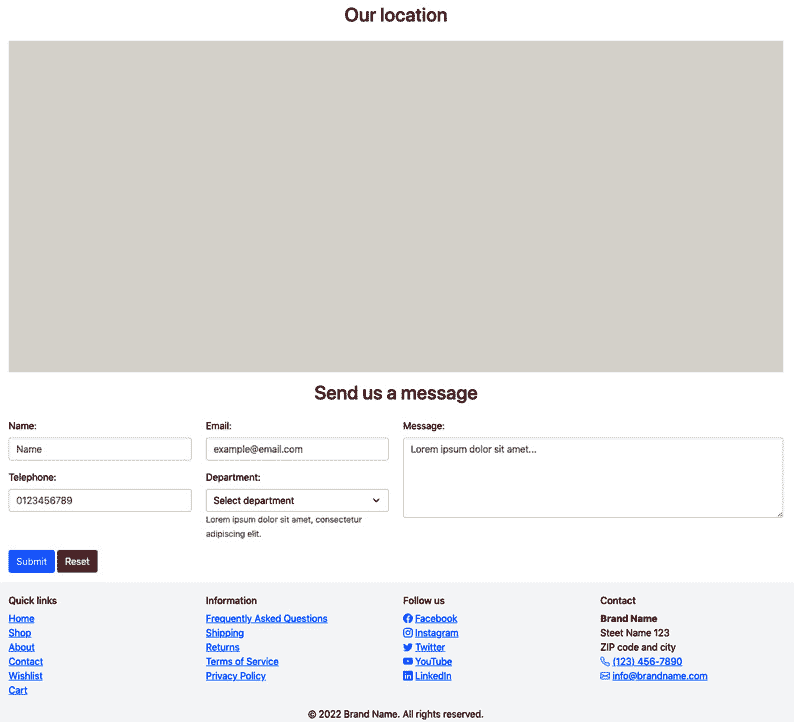 Our location
Send us a message
Name:
Name
Email:
example@email.com
Message:
Lorem ipsum dolor sit amet...
Telephone:
0123456789
Department:
Select department
Lorem ipsum dolor sit amet, consectetur
adipiscing elit.
Submit
Reset
Quick links
Home
Shop
About
Contact
Wishlist
Cart
Information
Frequently Asked Questions
Shipping
Returns
Terms of Service
Privacy Policy
Follow us
Facebook
Instagram
Twitter
YouTube
LinkedIn
Contact
Brand Name
Steet Name 123
ZIP code and city
(123) 456-7890
info@brandname.com
© 2022 Brand Name. All rights reserved.